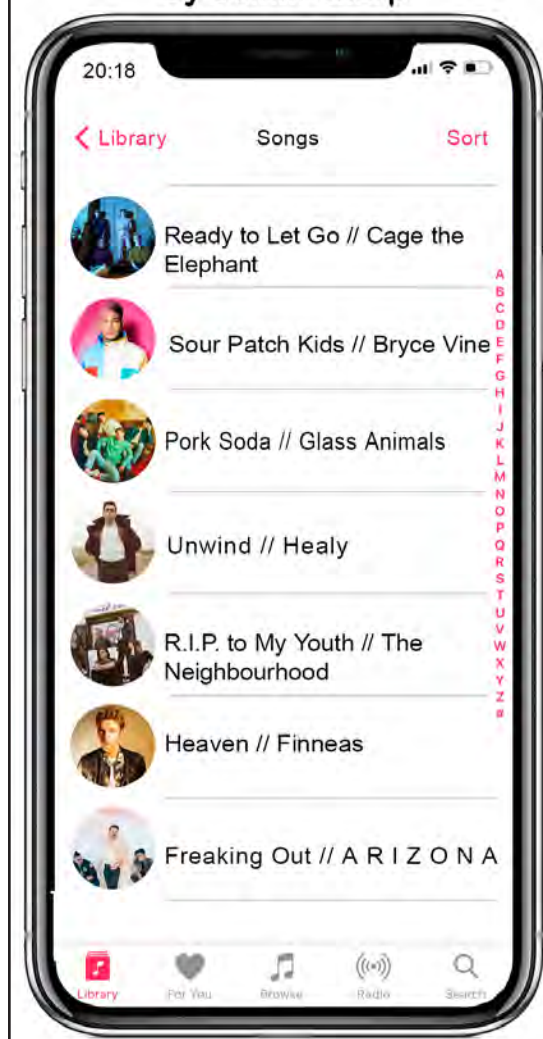 20:18
Library Songs Sort
Ready to Let Go // Cage the
Elephant
Sour Patch Kids // Bryce Vine
Pork Soda // Glass Animals
Unwind // Healy
R.I.P. to My Youth // The
Neighbourhood
Heaven // Finneas
Freaking Out // A R I Z O N A
A
B
C
D
E
F
G
H
I
J
K
L
M
N
O
P
Q
R
S
T
U
V
W
X
Y
Z
#
Library For You Browse Radio Search